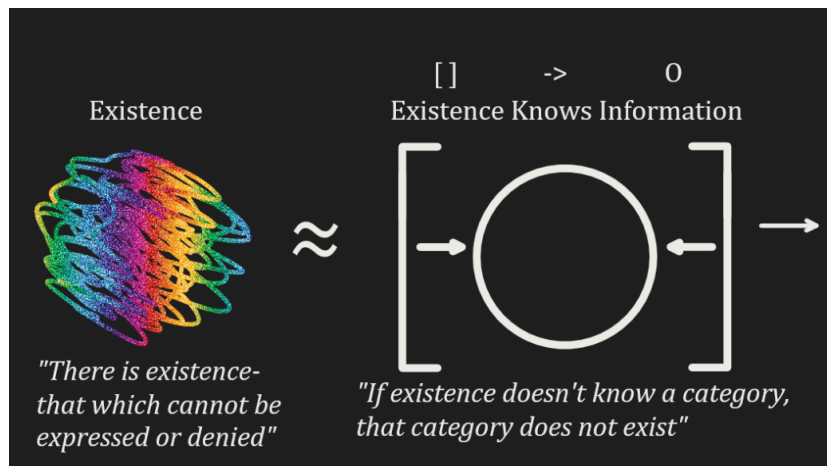 [ ] -> O
Existence
Existence Knows Information
≈
"There is existence-
that which cannot be
expressed or denied"
"If existence doesn't know a category,
that category does not exist"